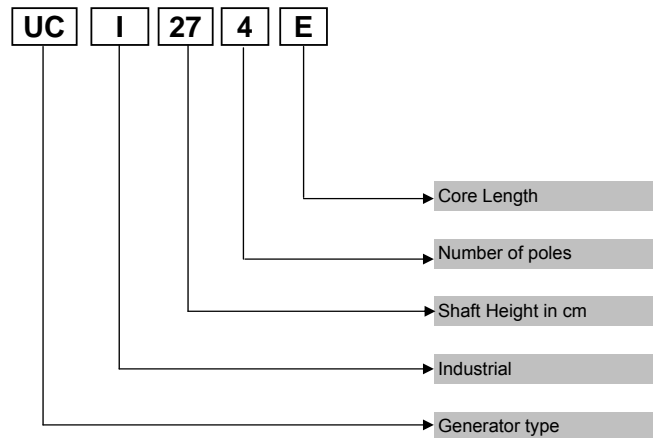 UC I 27 4 E
Core Length
Number of poles
Shaft Height in cm
Industrial
Generator type